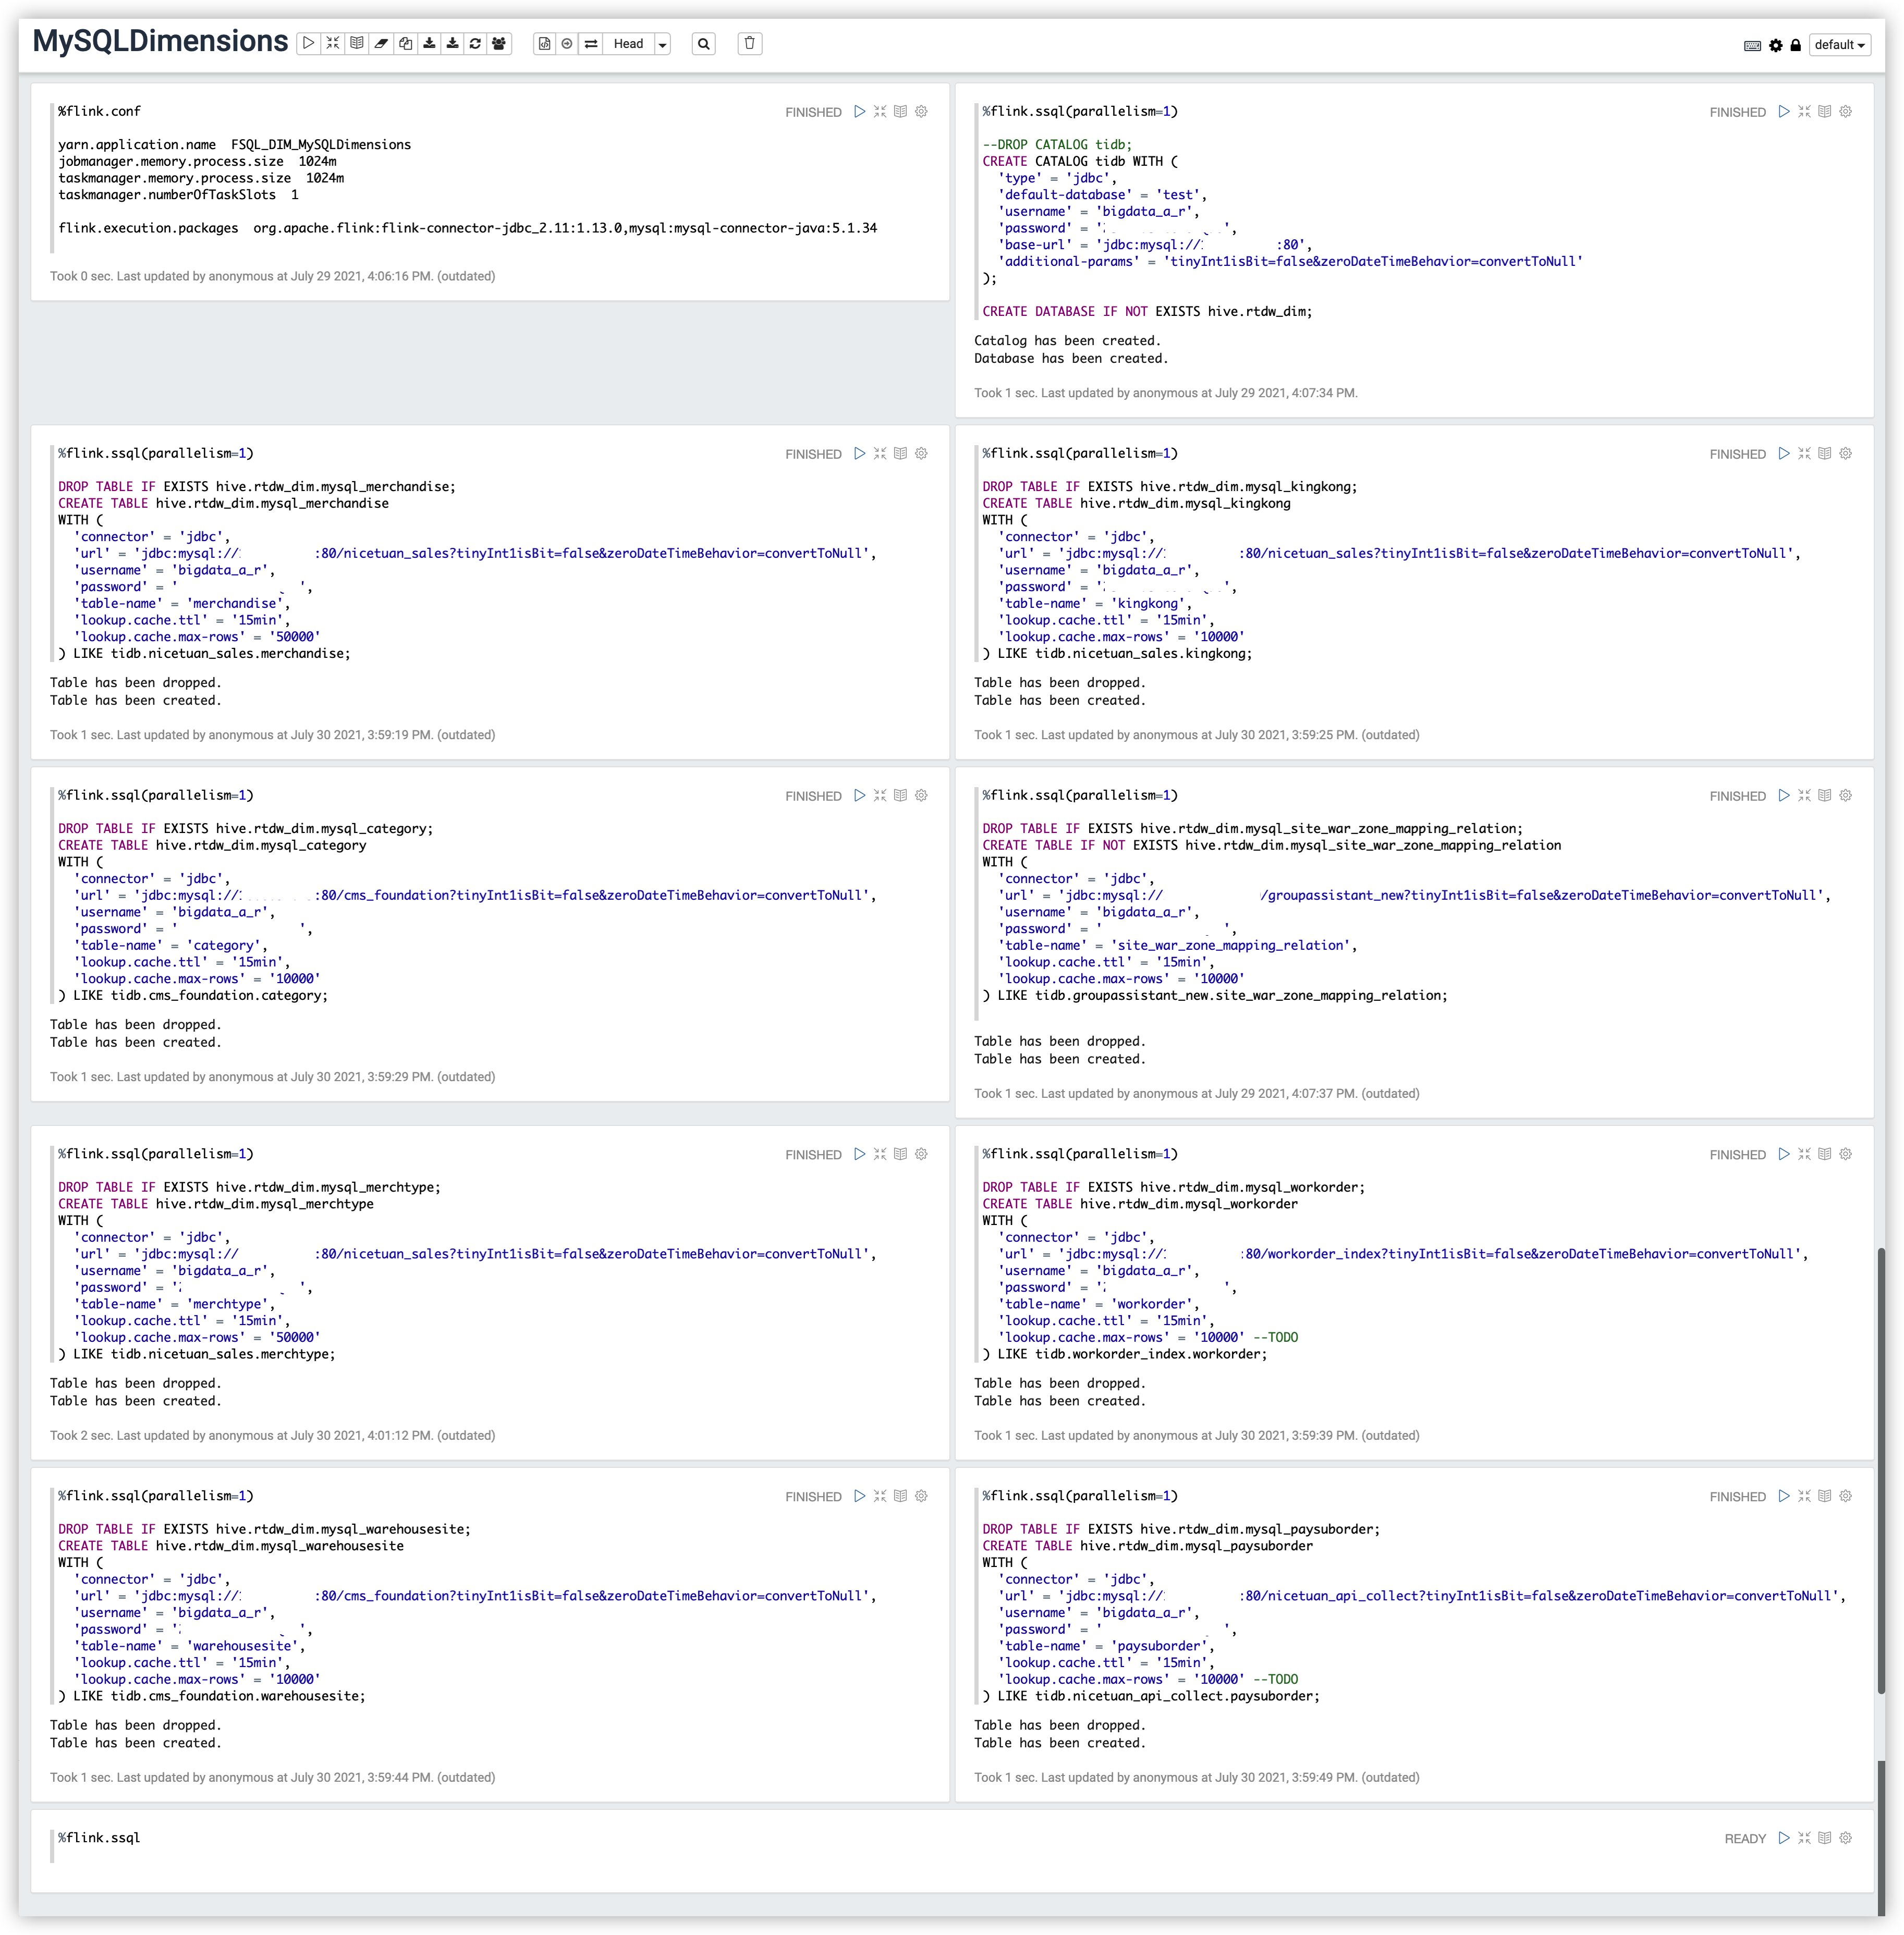 MySQLDimensions
Head
default
%flink.conf
FINISHED
yarn.application.name  FSQL_DIM_MySQLDimensions
jobmanager.memory.process.size  1024m
taskmanager.memory.process.size  1024m
taskmanager.numberOfTaskSlots  1
flink.execution.packages  org.apache.flink:flink-connector-jdbc_2.11:1.13.0,mysql:mysql-connector-java:5.1.34
Took 0 sec. Last updated by anonymous at July 29 2021, 4:06:16 PM. (outdated)
%flink.ssql(parallelism=1)
FINISHED
--DROP CATALOG tidb;
CREATE CATALOG tidb WITH (
'type' = 'jdbc',
'default-database' = 'test',
'username' = 'bigdata_a_r',
'password' = ' ',
'base-url' = 'jdbc:mysql:// :80',
'additional-params' = 'tinyInt1isBit=false&zeroDateTimeBehavior=convertToNull'
);
CREATE DATABASE IF NOT EXISTS hive.rtdw_dim;
Catalog has been created.
Database has been created.
Took 1 sec. Last updated by anonymous at July 29 2021, 4:07:34 PM.
%flink.ssql(parallelism=1)
FINISHED
DROP TABLE IF EXISTS hive.rtdw_dim.mysql_merchandise;
CREATE TABLE hive.rtdw_dim.mysql_merchandise
WITH (
'connector' = 'jdbc',
'url' = 'jdbc:mysql:// :80/nicetuan_sales?tinyInt1isBit=false&zeroDateTimeBehavior=convertToNull',
'username' = 'bigdata_a_r',
'password' = ' ',
'table-name' = 'merchandise',
'lookup.cache.ttl' = '15min',
'lookup.cache.max-rows' = '50000'
) LIKE tidb.nicetuan_sales.merchandise;
Table has been dropped.
Table has been created.
Took 1 sec. Last updated by anonymous at July 30 2021, 3:59:19 PM. (outdated)
%flink.ssql(parallelism=1)
FINISHED
DROP TABLE IF EXISTS hive.rtdw_dim.mysql_kingkong;
CREATE TABLE hive.rtdw_dim.mysql_kingkong
WITH (
'connector' = 'jdbc',
'url' = 'jdbc:mysql:// :80/nicetuan_sales?tinyInt1isBit=false&zeroDateTimeBehavior=convertToNull',
'username' = 'bigdata_a_r',
'password' = ' ',
'table-name' = 'kingkong',
'lookup.cache.ttl' = '15min',
'lookup.cache.max-rows' = '10000'
) LIKE tidb.nicetuan_sales.kingkong;
Table has been dropped.
Table has been created.
Took 1 sec. Last updated by anonymous at July 30 2021, 3:59:25 PM. (outdated)
%flink.ssql(parallelism=1)
FINISHED
DROP TABLE IF EXISTS hive.rtdw_dim.mysql_category;
CREATE TABLE hive.rtdw_dim.mysql_category
WITH (
'connector' = 'jdbc',
'url' = 'jdbc:mysql:// :80/cms_foundation?tinyInt1isBit=false&zeroDateTimeBehavior=convertToNull',
'username' = 'bigdata_a_r',
'password' = ' ',
'table-name' = 'category',
'lookup.cache.ttl' = '15min',
'lookup.cache.max-rows' = '10000'
) LIKE tidb.cms_foundation.category;
Table has been dropped.
Table has been created.
Took 1 sec. Last updated by anonymous at July 30 2021, 3:59:29 PM. (outdated)
%flink.ssql(parallelism=1)
FINISHED
DROP TABLE IF EXISTS hive.rtdw_dim.mysql_site_war_zone_mapping_relation;
CREATE TABLE IF NOT EXISTS hive.rtdw_dim.mysql_site_war_zone_mapping_relation
WITH (
'connector' = 'jdbc',
'url' = 'jdbc:mysql:// /groupassistant_new?tinyInt1isBit=false&zeroDateTimeBehavior=convertToNull',
'username' = 'bigdata_a_r',
'password' = ' ',
'table-name' = 'site_war_zone_mapping_relation',
'lookup.cache.ttl' = '15min',
'lookup.cache.max-rows' = '10000'
) LIKE tidb.groupassistant_new.site_war_zone_mapping_relation;
Table has been dropped.
Table has been created.
Took 1 sec. Last updated by anonymous at July 29 2021, 4:07:37 PM. (outdated)
%flink.ssql(parallelism=1)
FINISHED
DROP TABLE IF EXISTS hive.rtdw_dim.mysql_merchtype;
CREATE TABLE hive.rtdw_dim.mysql_merchtype
WITH (
'connector' = 'jdbc',
'url' = 'jdbc:mysql:// :80/nicetuan_sales?tinyInt1isBit=false&zeroDateTimeBehavior=convertToNull',
'username' = 'bigdata_a_r',
'password' = ' ',
'table-name' = 'merchtype',
'lookup.cache.ttl' = '15min',
'lookup.cache.max-rows' = '50000'
) LIKE tidb.nicetuan_sales.merchtype;
Table has been dropped.
Table has been created.
Took 2 sec. Last updated by anonymous at July 30 2021, 4:01:12 PM. (outdated)
%flink.ssql(parallelism=1)
FINISHED
DROP TABLE IF EXISTS hive.rtdw_dim.mysql_workorder;
CREATE TABLE hive.rtdw_dim.mysql_workorder
WITH (
'connector' = 'jdbc',
'url' = 'jdbc:mysql:// :80/workorder_index?tinyInt1isBit=false&zeroDateTimeBehavior=convertToNull',
'username' = 'bigdata_a_r',
'password' = ' ',
'table-name' = 'workorder',
'lookup.cache.ttl' = '15min',
'lookup.cache.max-rows' = '10000' --TODO
) LIKE tidb.workorder_index.workorder;
Table has been dropped.
Table has been created.
Took 1 sec. Last updated by anonymous at July 30 2021, 3:59:39 PM. (outdated)
%flink.ssql(parallelism=1)
FINISHED
DROP TABLE IF EXISTS hive.rtdw_dim.mysql_warehousesite;
CREATE TABLE hive.rtdw_dim.mysql_warehousesite
WITH (
'connector' = 'jdbc',
'url' = 'jdbc:mysql:// :80/cms_foundation?tinyInt1isBit=false&zeroDateTimeBehavior=convertToNull',
'username' = 'bigdata_a_r',
'password' = ' ',
'table-name' = 'warehousesite',
'lookup.cache.ttl' = '15min',
'lookup.cache.max-rows' = '10000'
) LIKE tidb.cms_foundation.warehousesite;
Table has been dropped.
Table has been created.
Took 1 sec. Last updated by anonymous at July 30 2021, 3:59:44 PM. (outdated)
%flink.ssql(parallelism=1)
FINISHED
DROP TABLE IF EXISTS hive.rtdw_dim.mysql_paysuborder;
CREATE TABLE hive.rtdw_dim.mysql_paysuborder
WITH (
'connector' = 'jdbc',
'url' = 'jdbc:mysql:// :80/nicetuan_api_collect?tinyInt1isBit=false&zeroDateTimeBehavior=convertToNull',
'username' = 'bigdata_a_r',
'password' = ' ',
'table-name' = 'paysuborder',
'lookup.cache.ttl' = '15min',
'lookup.cache.max-rows' = '10000' --TODO
) LIKE tidb.nicetuan_api_collect.paysuborder;
Table has been dropped.
Table has been created.
Took 1 sec. Last updated by anonymous at July 30 2021, 3:59:49 PM. (outdated)
%flink.ssql
READY